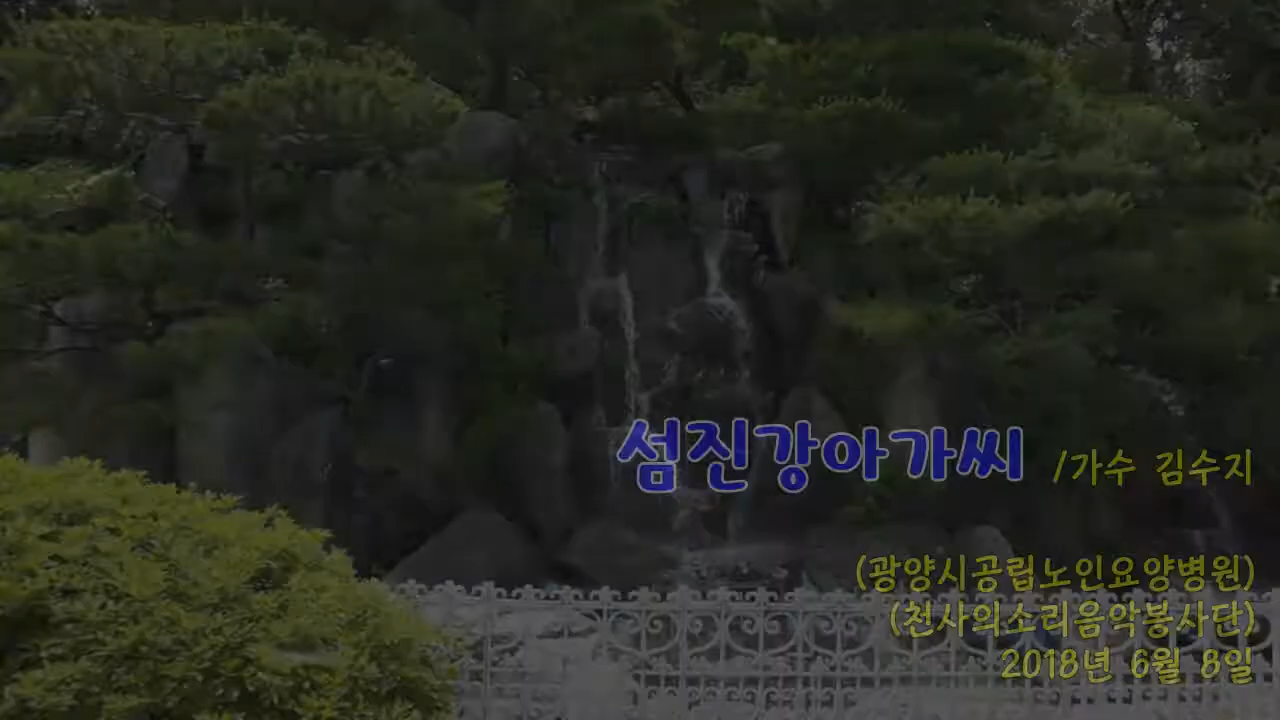 섬진강아가씨 /가수 김수지
(광양시공립노인요양병원)
(천사의소리음악봉사단)
2018년 6월 8일